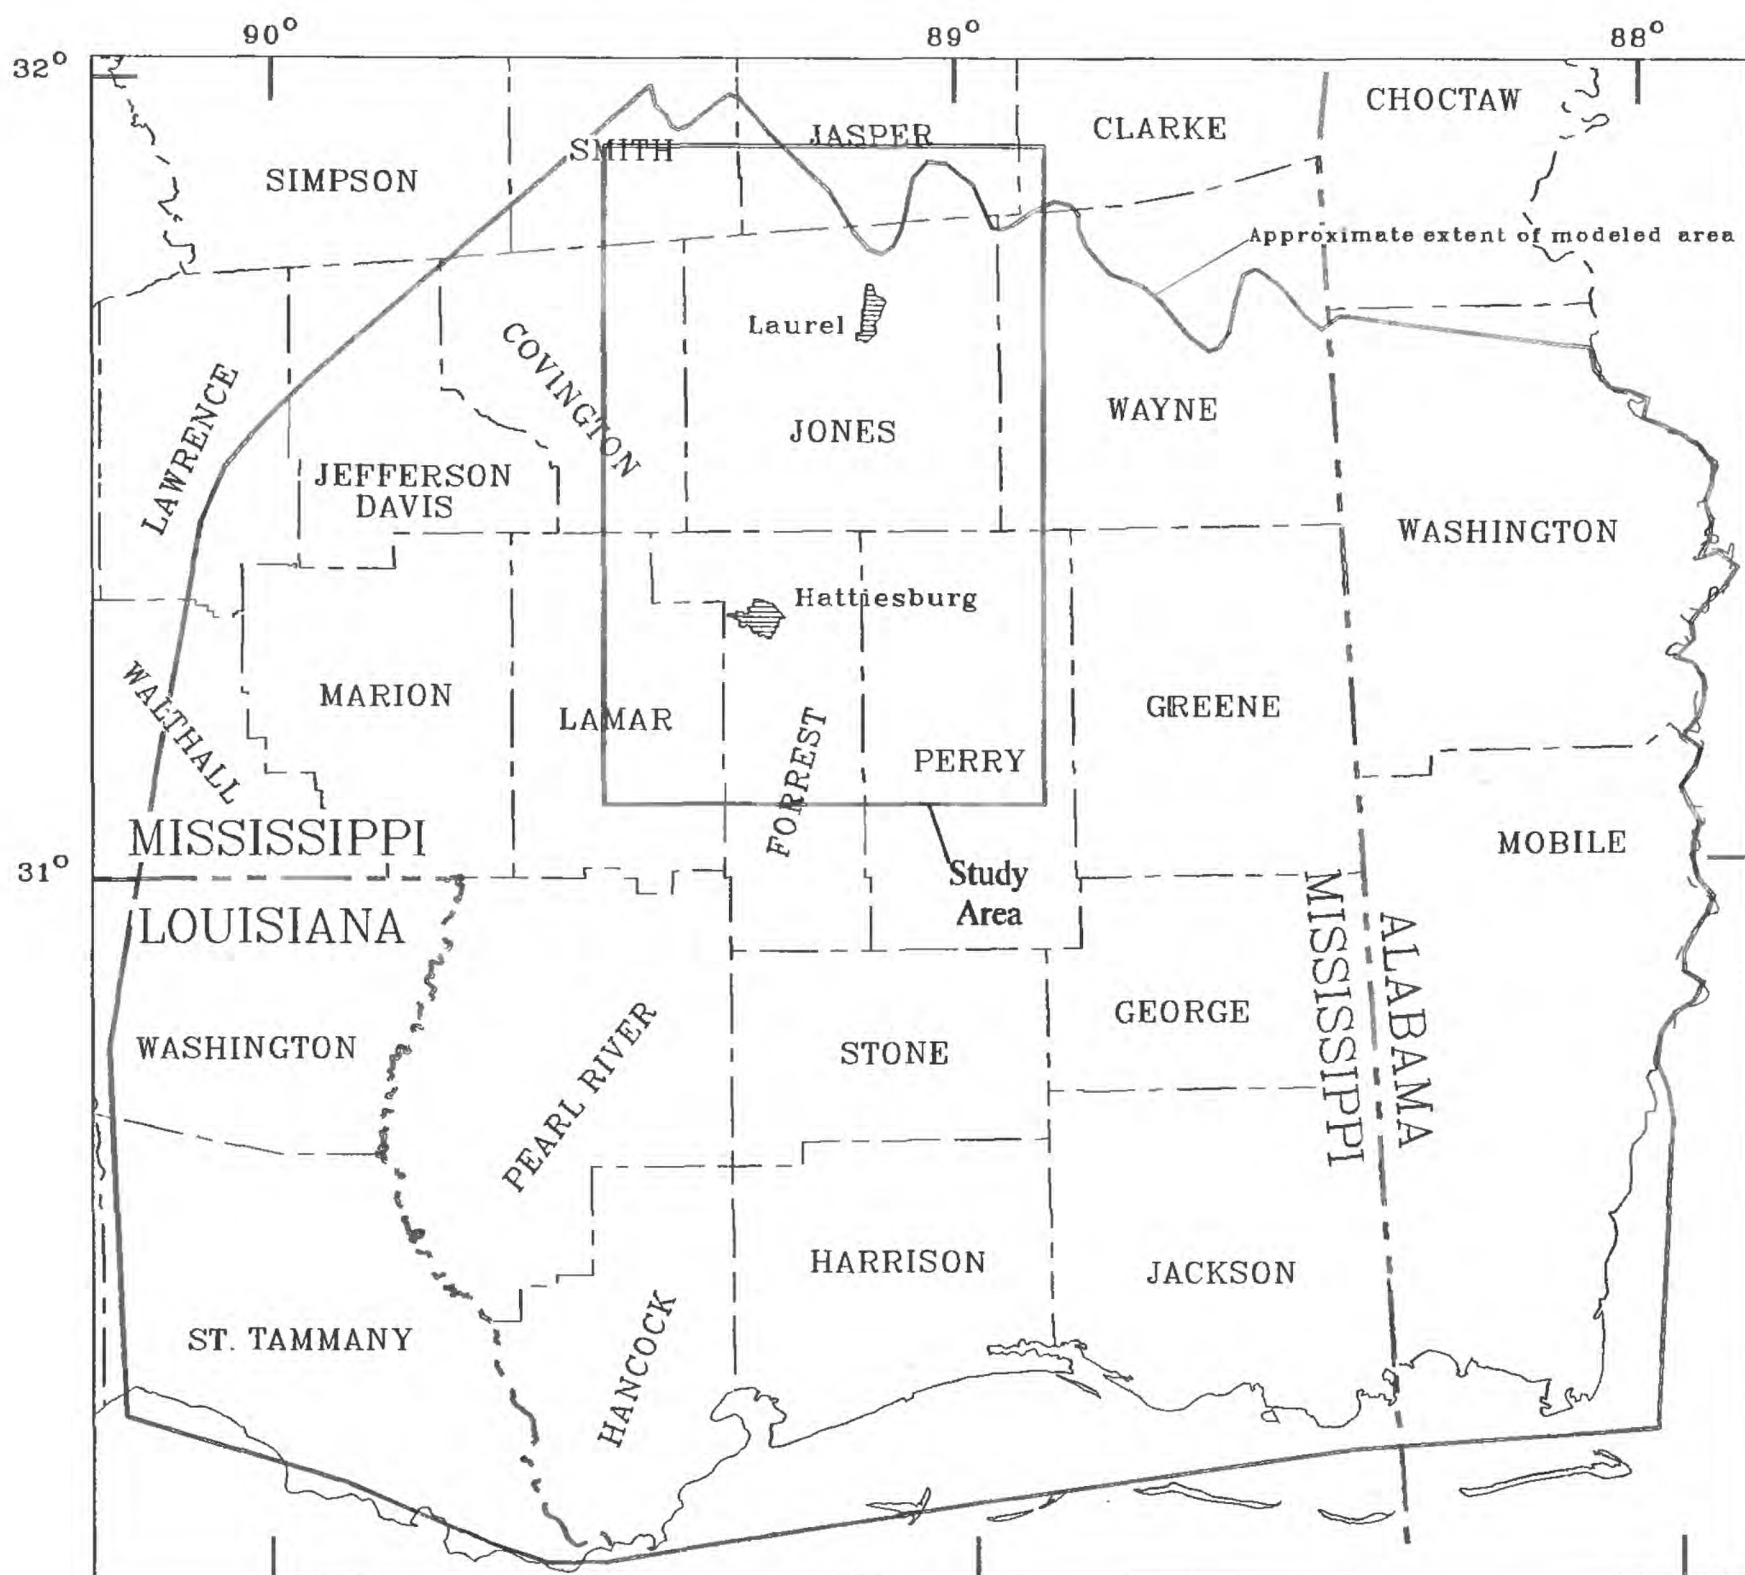 90°
89°
88°
32°
CHOCTAW
CLARKE
JASPER
SMITH
SIMPSON
Approximate extent of modeled area
Laurel
COVINGTON
LAWRENCE
JONES
WAYNE
JEFFERSON
DAVIS
WASHINGTON
Hattiesburg
WALTHALL
MARION
LAMAR
FORREST
GREENE
PERRY
MISSISSIPPI
MOBILE
31°
Study
Area
LOUISIANA
MISSISSIPPI
ALABAMA
WASHINGTON
PEARL RIVER
STONE
GEORGE
HARRISON
JACKSON
ST. TAMMANY
HANCOCK